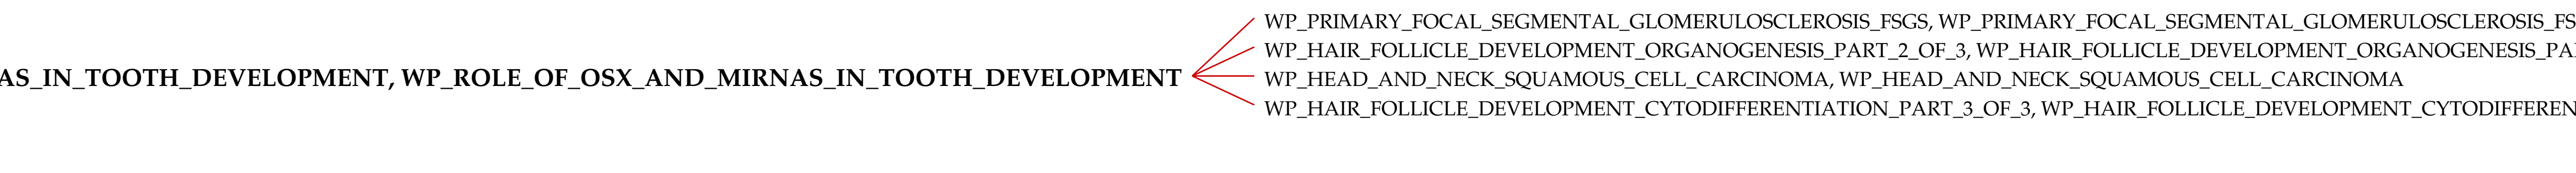 WP_PRIMARY_FOCAL_SEGMENTAL_GLOMERULOSCLEROSIS_FSGS, WP_PRIMARY_FOCAL_SEGMENTAL_GLOMERULOSCLEROSIS_FS
WP_HAIR_FOLLICLE_DEVELOPMENT_ORGANOGENESIS_PART_2_OF_3, WP_HAIR_FOLLICLE_DEVELOPMENT_ORGANOGENESIS_PA
AS_IN_TOOTH_DEVELOPMENT, WP_ROLE_OF_OSX_AND_MIRNAS_IN_TOOTH_DEVELOPMENT
WP_HEAD_AND_NECK_SQUAMOUS_CELL_CARCINOMA, WP_HEAD_AND_NECK_SQUAMOUS_CELL_CARCINOMA
WP_HAIR_FOLLICLE_DEVELOPMENT_CYTODIFFERENTIATION_PART_3_OF_3, WP_HAIR_FOLLICLE_DEVELOPMENT_CYTODIFFEREN